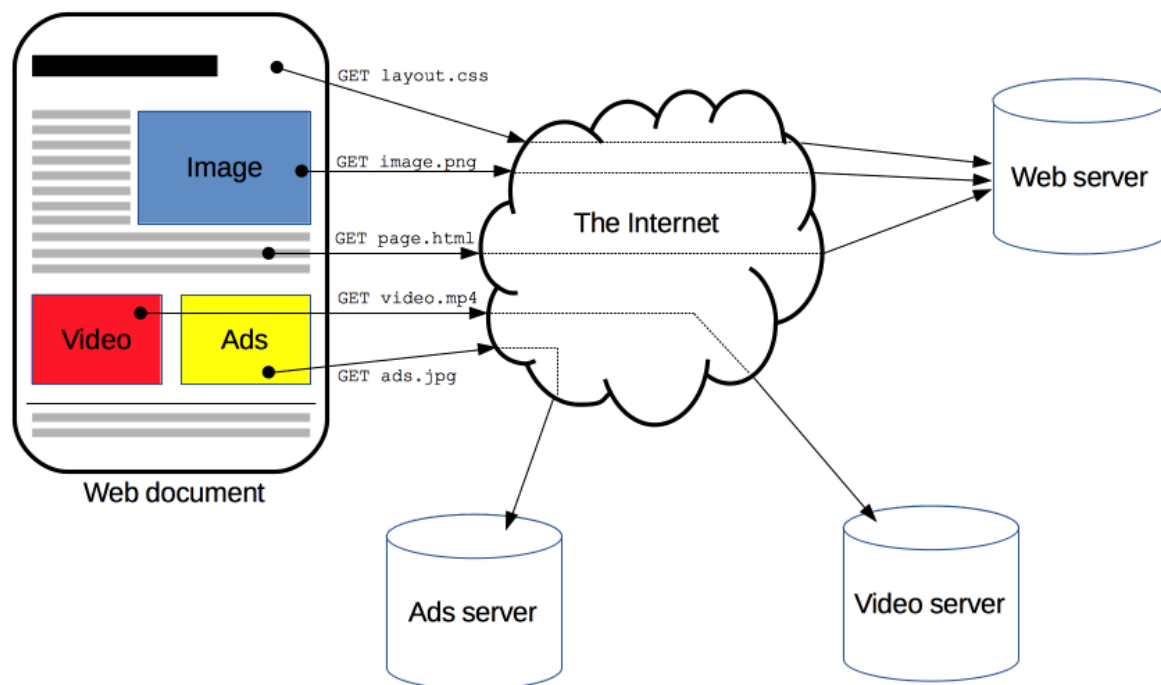 GET layout.css
Image
GET image.png
Web server
The Internet
GET page.html
GET video.mp4
Video
Ads
GET ads.jpg
Web document
Ads server
Video server